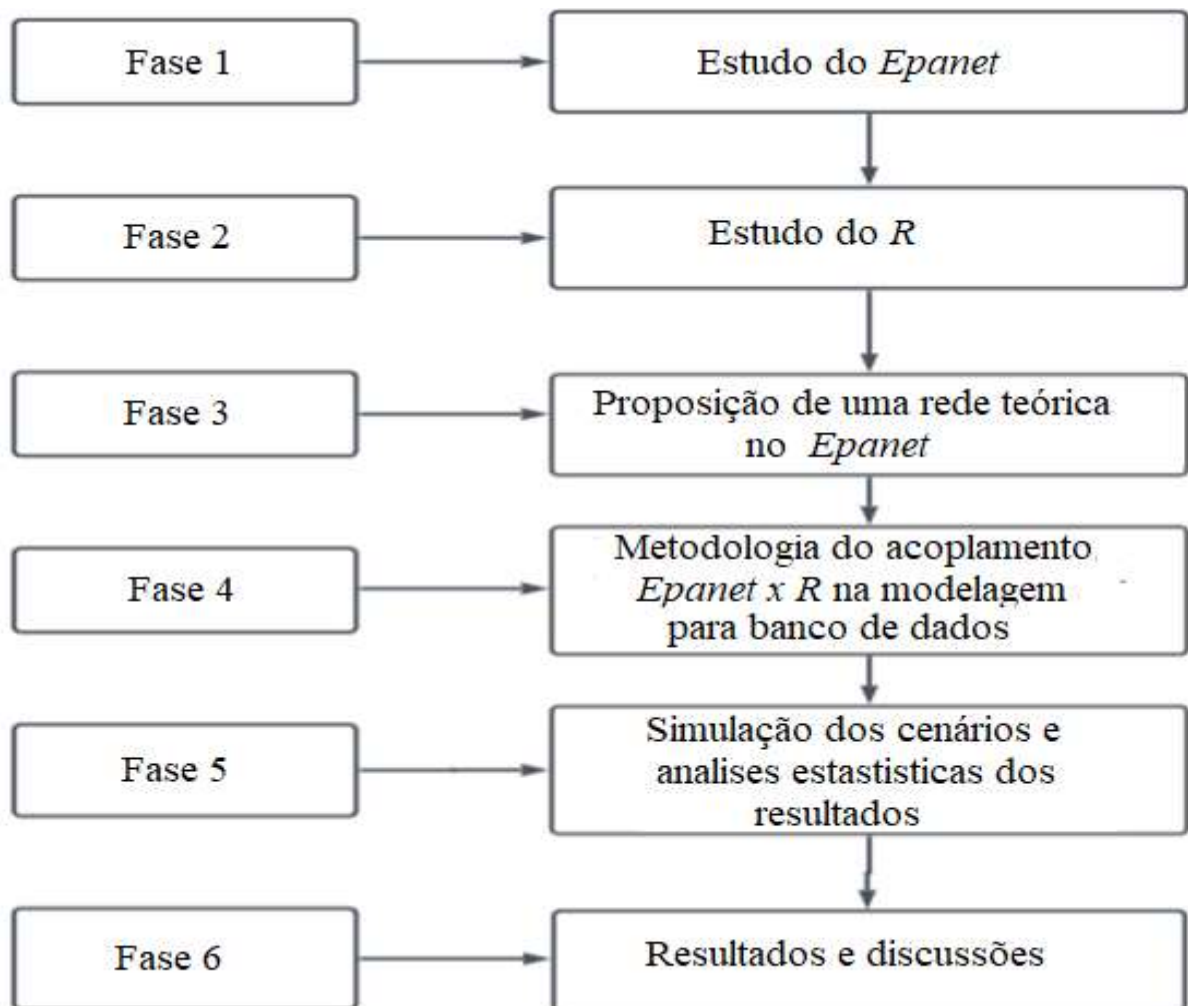 Fase 1
Estudo do Epanet
Fase 2
Estudo do R
Fase 3
Proposição de uma rede teórica
no Epanet
Fase 4
Metodologia do acoplamento
Epanet x R na modelagem
para banco de dados
Fase 5
Simulação dos cenários e
analises estastisticas dos
resultados
Fase 6
Resultados e discussões